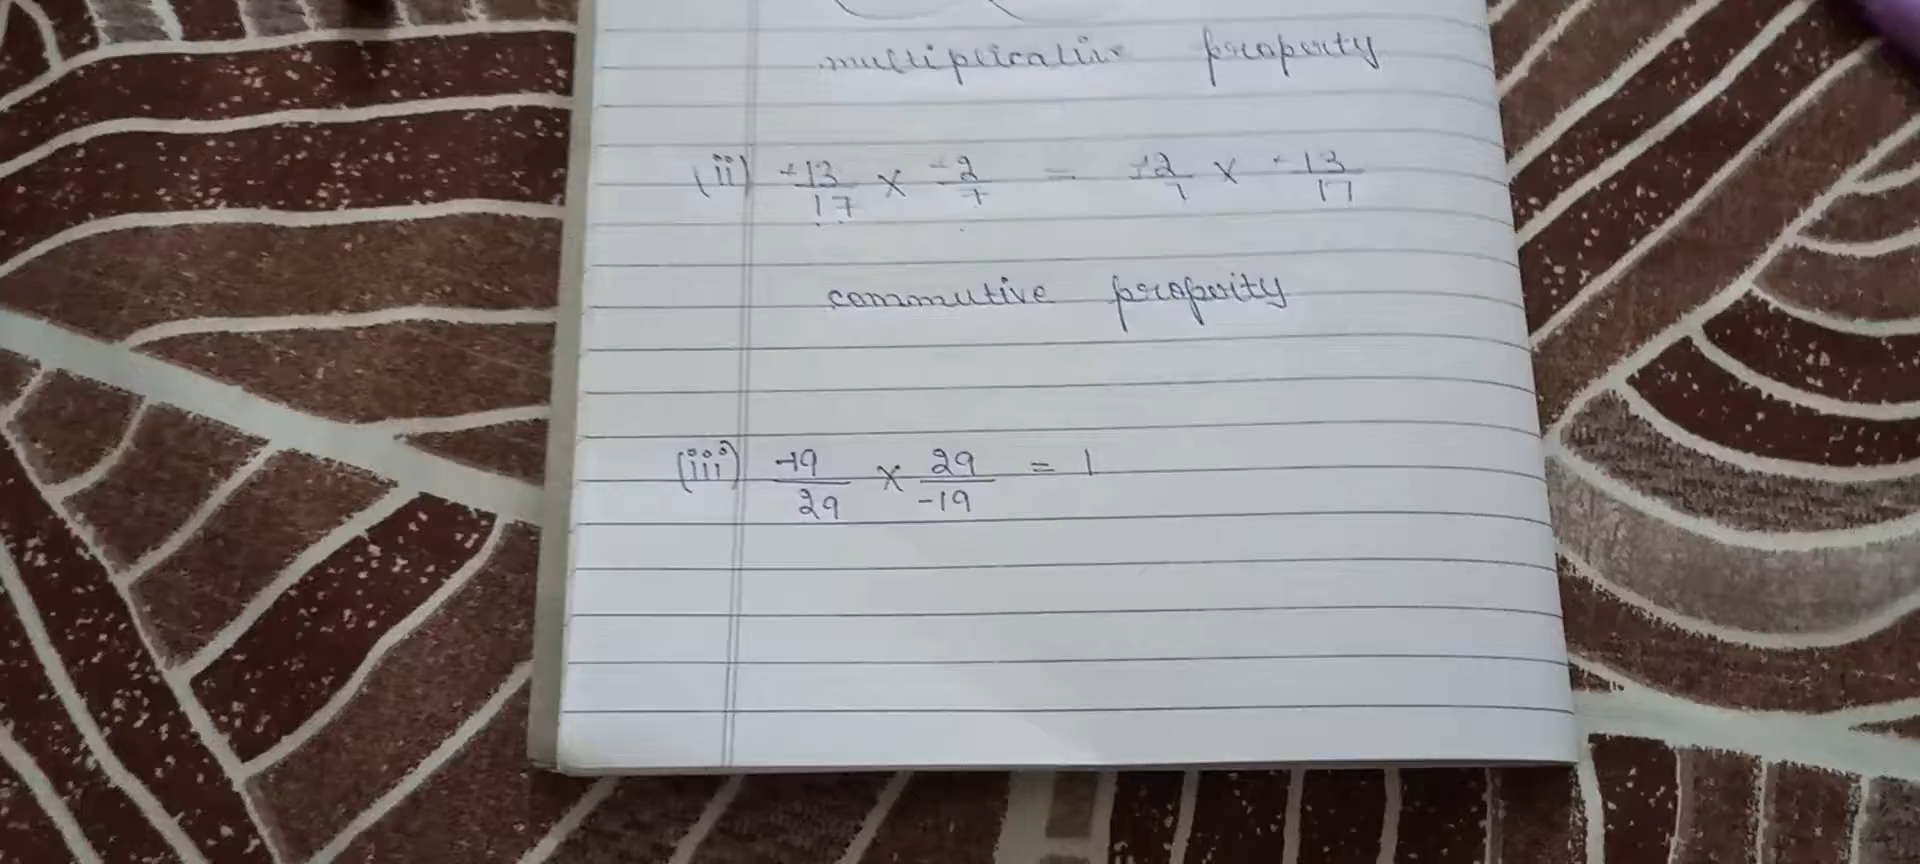 multiplicative property
(ii) -13/17 × -2/7 = -2/7 × -13/17
commutive property
(iii) -19/29 × 29/-19 = 1